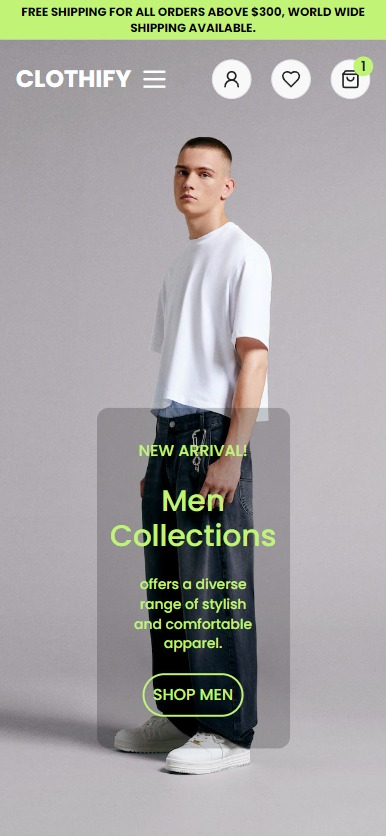 FREE SHIPPING FOR ALL ORDERS ABOVE $300, WORLD WIDE
SHIPPING AVAILABLE.
CLOTHIFY
1
NEW ARRIVAL!
Men
Collections
offers a diverse
range of stylish
and comfortable
apparel.
SHOP MEN